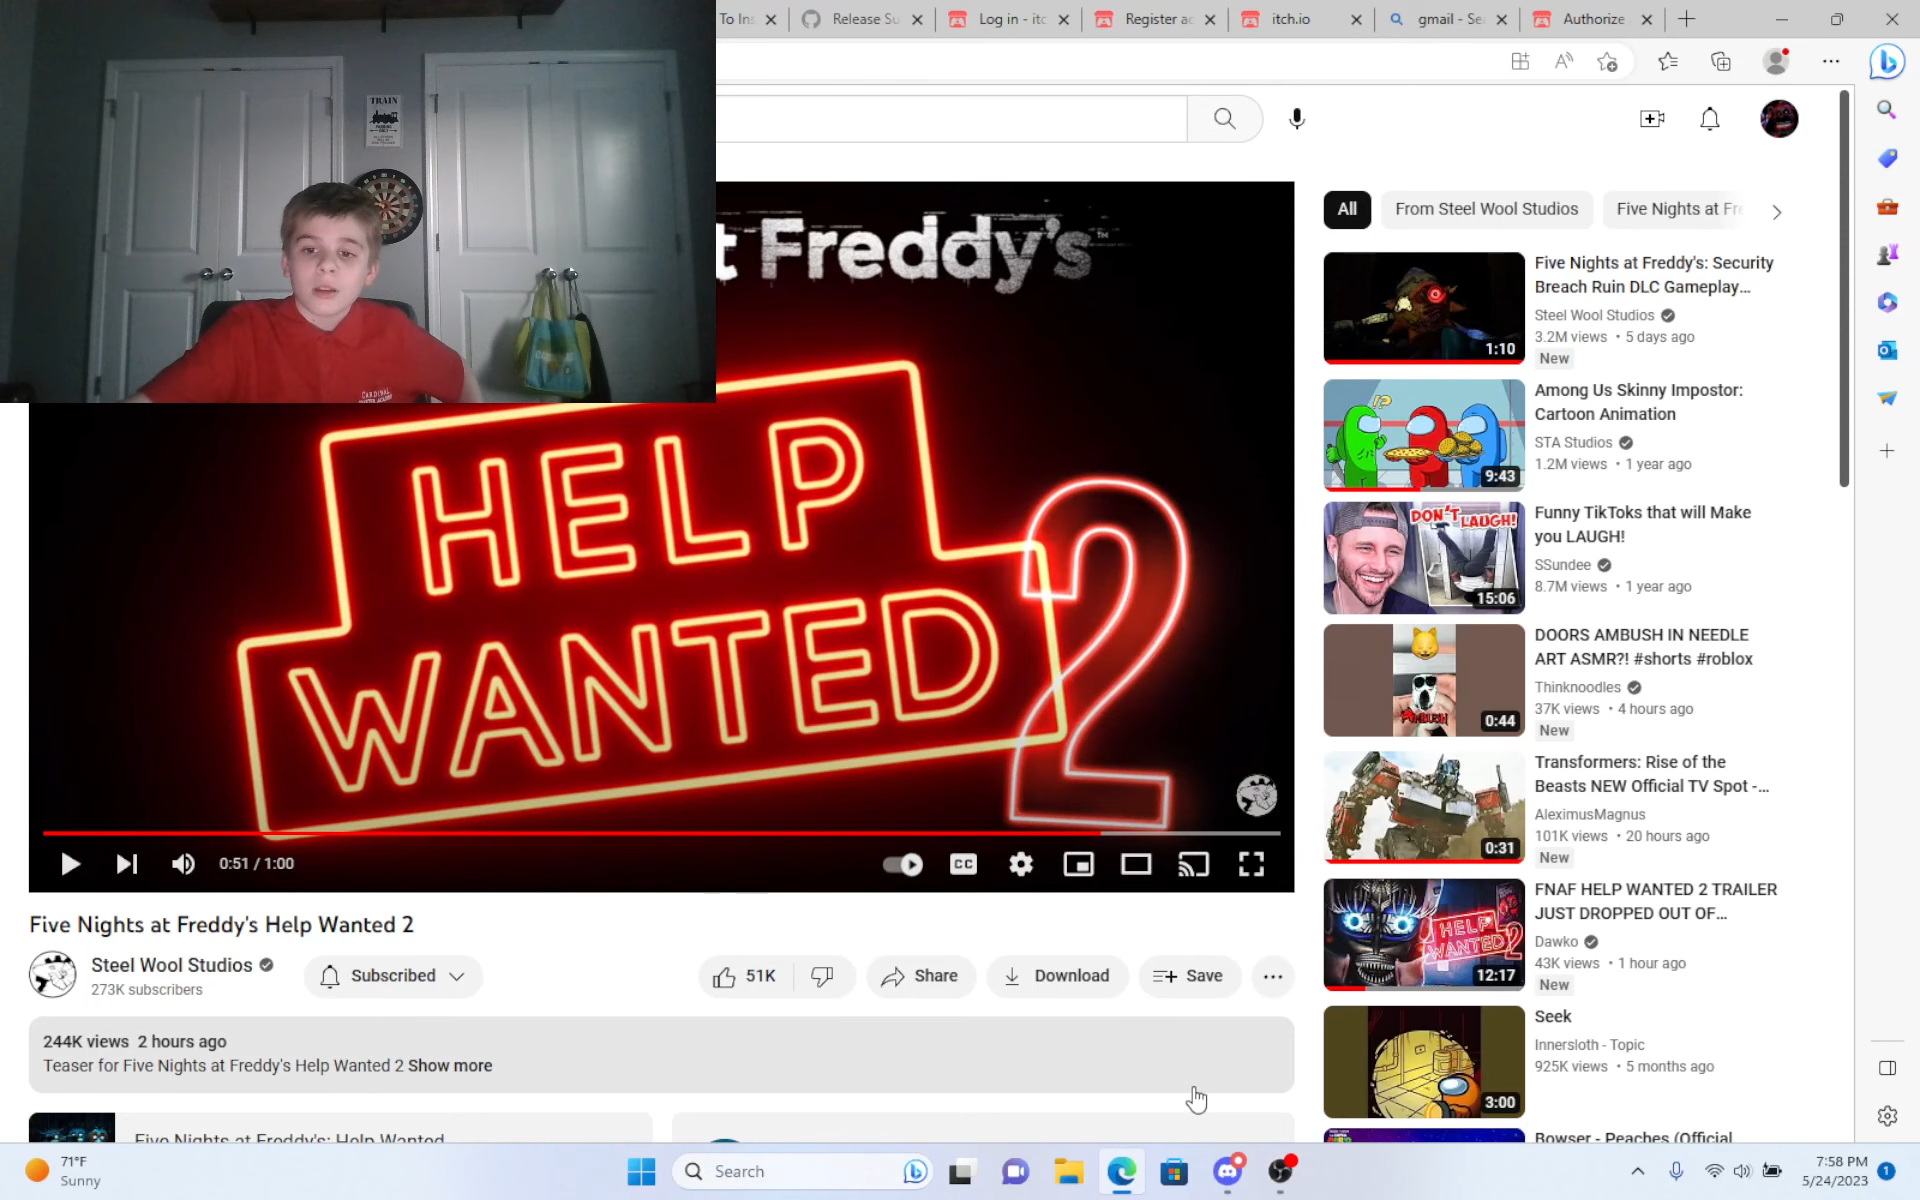 To Ins
Release Su
Log in - itc
Register ac
itch.io
gmail - Se
Authorize
TRAIN
t Freddy's
HELP
WANTED
2
0:51 / 1:00
CC
Five Nights at Freddy's Help Wanted 2
Steel Wool Studios
273K subscribers
Subscribed
51K
Share
Download
Save
244K views 2 hours ago
Teaser for Five Nights at Freddy's Help Wanted 2 Show more
Five Nights at Freddy's: Help Wanted
All
From Steel Wool Studios
Five Nights at Fre
Five Nights at Freddy's: Security
Breach Ruin DLC Gameplay...
Steel Wool Studios
3.2M views • 5 days ago
New
1:10
Among Us Skinny Impostor:
Cartoon Animation
STA Studios
1.2M views • 1 year ago
!?
9:43
Funny TikToks that will Make
you LAUGH!
SSundee
8.7M views • 1 year ago
DON'T LAUGH!
15:06
DOORS AMBUSH IN NEEDLE
ART ASMR?! #shorts #roblox
Thinknoodles
37K views • 4 hours ago
New
AMBUSH
0:44
Transformers: Rise of the
Beasts NEW Official TV Spot -...
AleximusMagnus
101K views • 20 hours ago
New
0:31
FNAF HELP WANTED 2 TRAILER
JUST DROPPED OUT OF...
Dawko
43K views • 1 hour ago
New
HELP
WANTED 2
12:17
Seek
Innersloth - Topic
925K views • 5 months ago
3:00
Bowser - Peaches (Official
71°F
Sunny
Search
7:58 PM
5/24/2023
1